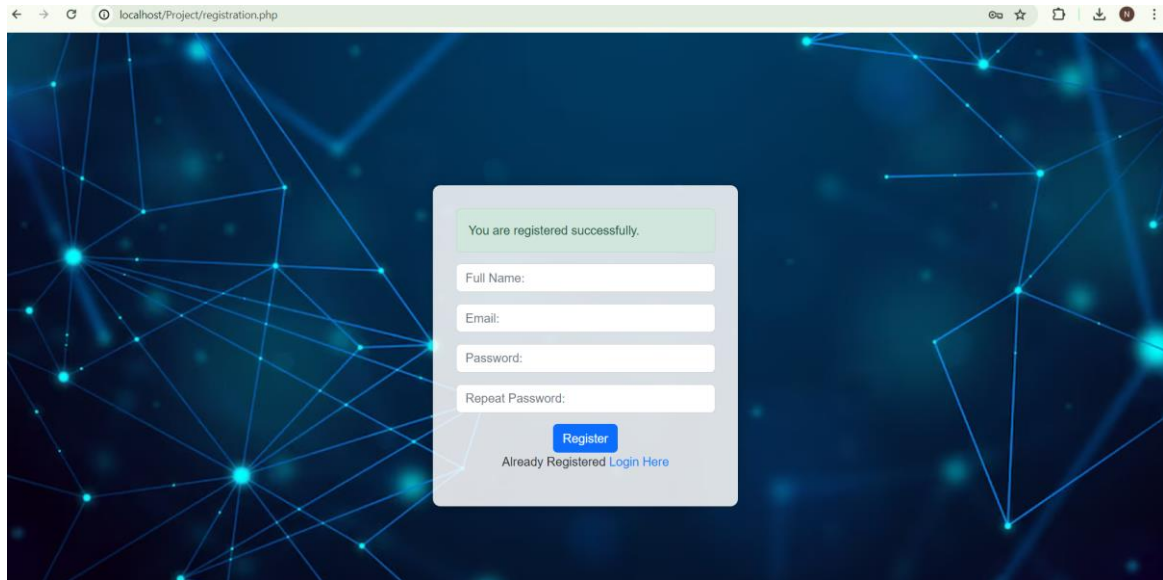 localhost/Project/registration.php
N
You are registered successfully.
Full Name:
Email:
Password:
Repeat Password:
Register
Already Registered Login Here